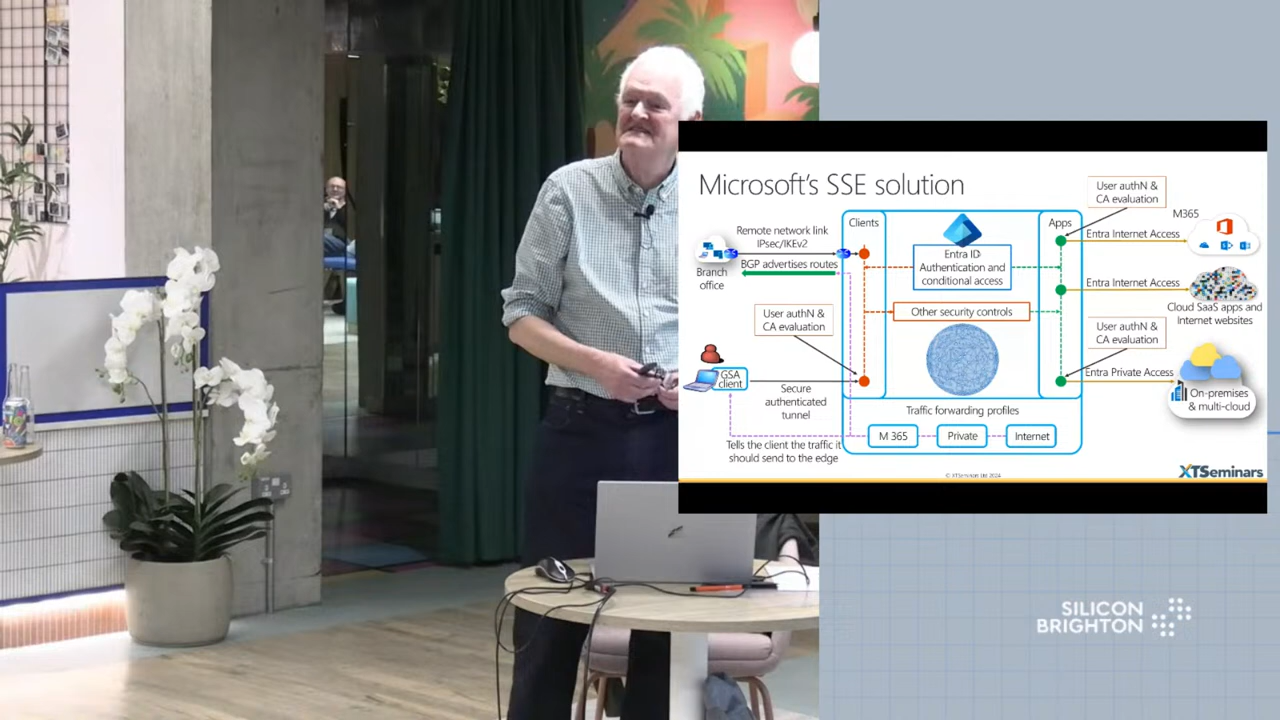 Microsoft's SSE solution
User authN &
CA evaluation
M365
Clients
Apps
Remote network link
IPsec/IKEv2
BGP advertises routes
Branch
office
Entra ID
Authentication and
conditional access
Entra Internet Access
Entra Internet Access
Cloud SaaS apps and
Internet websites
User authN &
CA evaluation
Other security controls
User authN &
CA evaluation
GSA
client
Secure
authenticated
tunnel
Entra Private Access
On-premises
& multi-cloud
Traffic forwarding profiles
M 365
Private
Internet
Tells the client the traffic it
should send to the edge
© XTSeminars Ltd 2024
XTSeminars
SILICON
BRIGHTON